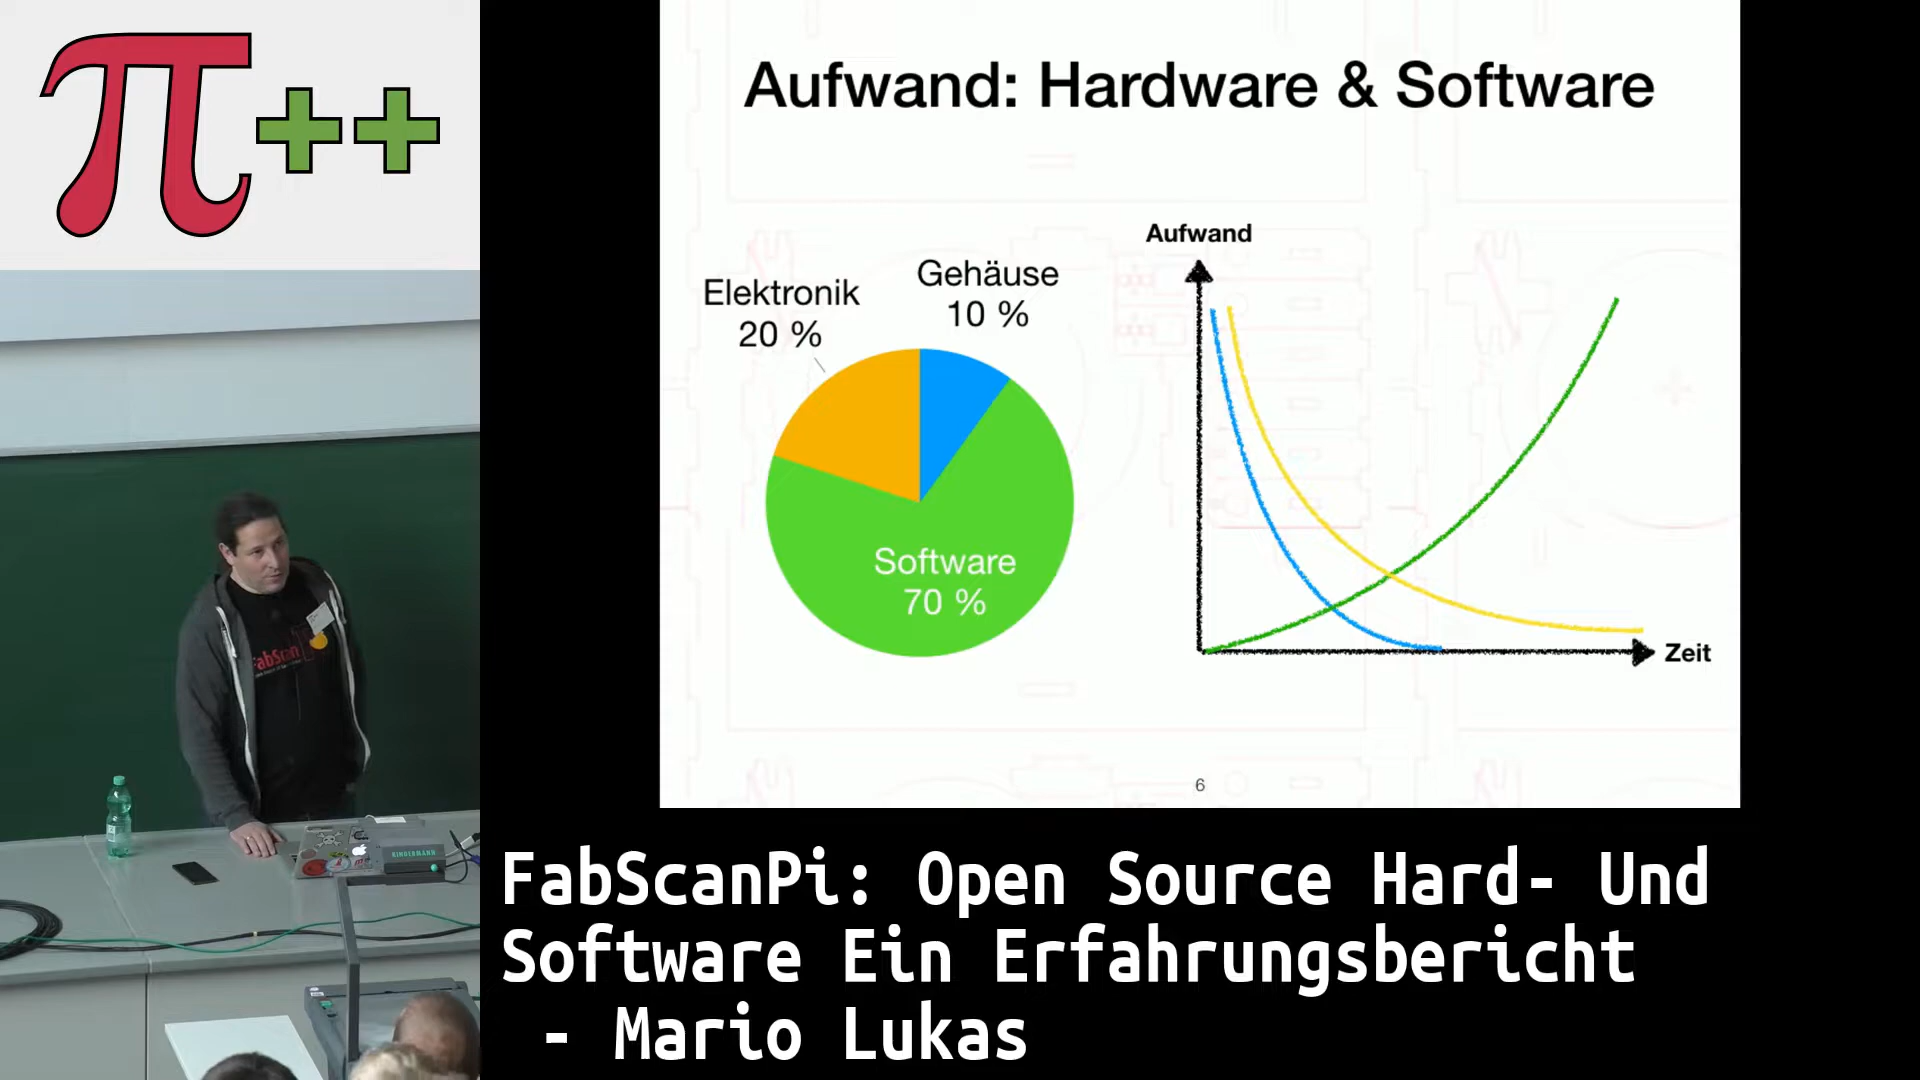 π++
Aufwand: Hardware & Software
Elektronik
20 %
Gehäuse
10 %
Software
70 %
Aufwand
Zeit
6
FabScan
FabScanPi: Open Source Hard- Und
Software Ein Erfahrungsbericht
- Mario Lukas